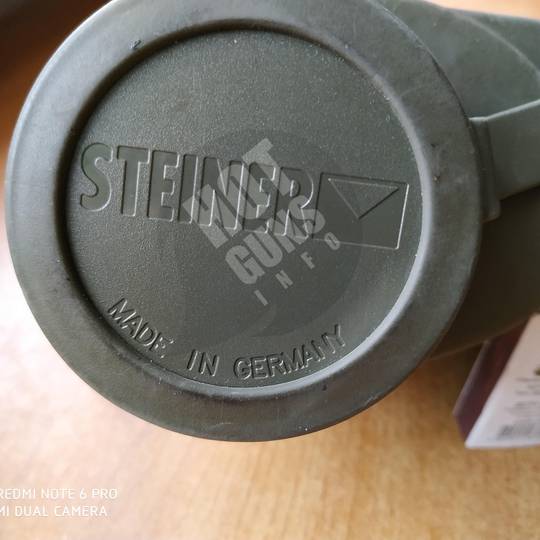 STEINER
HOT
GUNS
INFO
MADE IN GERMANY
REDMI NOTE 6 PRO
MI DUAL CAMERA